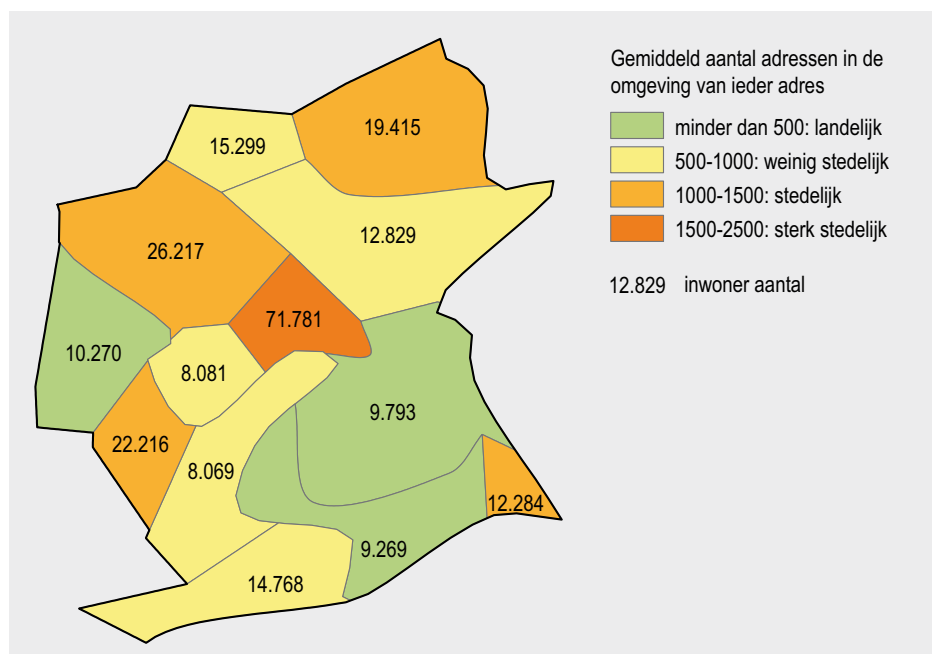 Gemiddeld aantal adressen in de
omgeving van ieder adres
minder dan 500: landelijk
500-1000: weinig stedelijk
1000-1500: stedelijk
1500-2500: sterk stedelijk
12.829 inwoner aantal
19.415
15.299
12.829
26.217
71.781
10.270
8.081
9.793
22.216
8.069
12.284
9.269
14.768